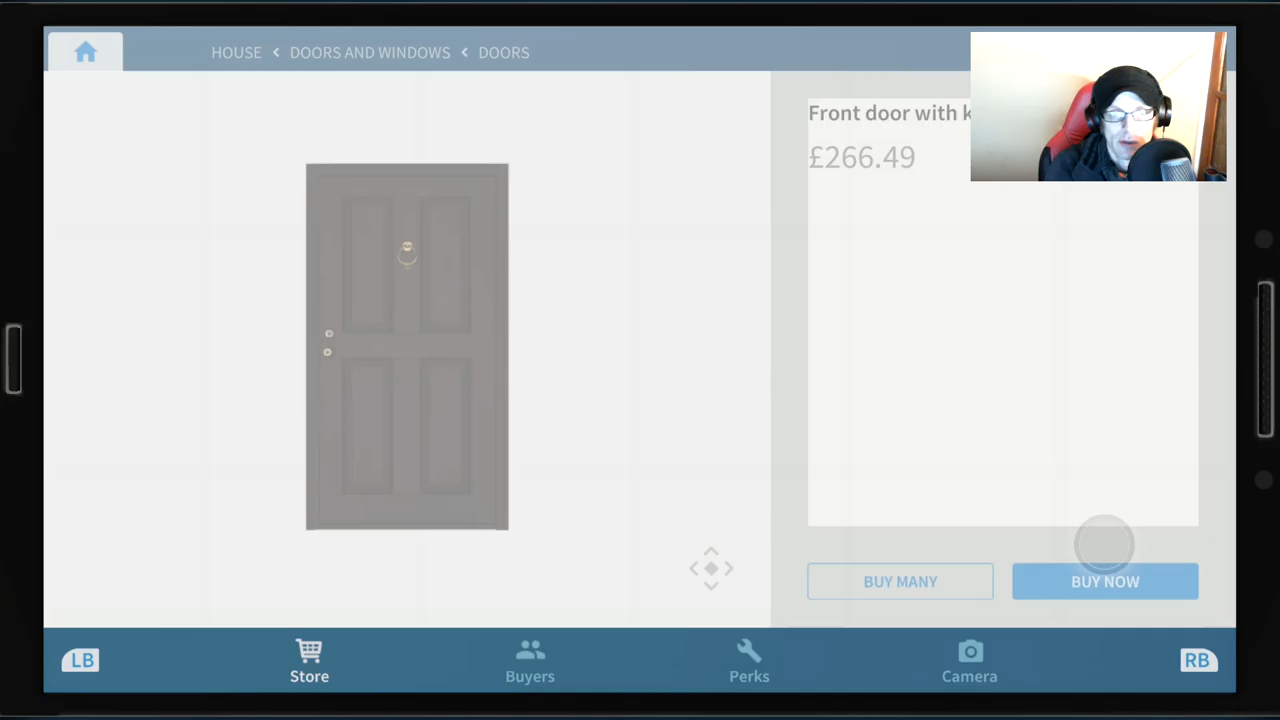 HOUSE < DOORS AND WINDOWS < DOORS
Front door with
£266.49
BUY MANY
BUY NOW
LB
Store
Buyers
Perks
Camera
RB